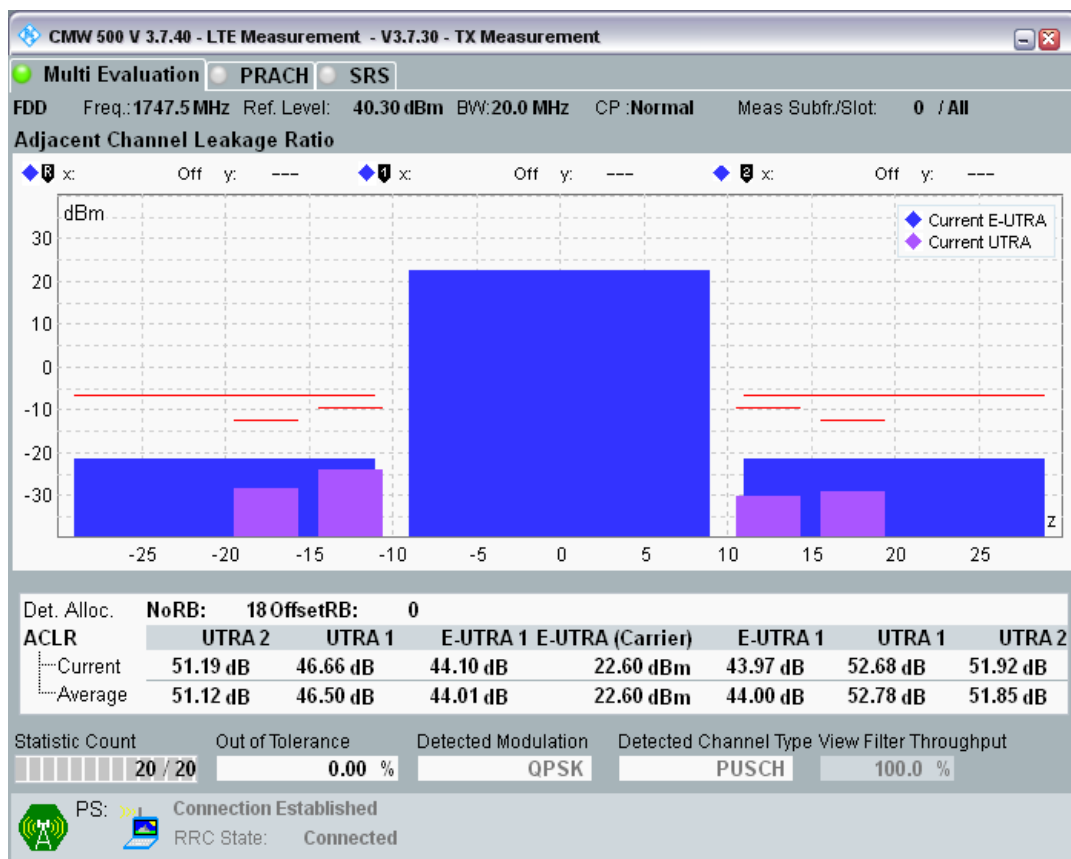 CMW 500 V 3.7.40 - LTE Measurement - V3.7.30 - TX Measurement
Multi Evaluation PRACH SRS
FDD Freq.: 1747.5 MHz Ref. Level: 40.30 dBm BW: 20.0 MHz CP : Normal Meas Subfr./Slot: 0 / All
Adjacent Channel Leakage Ratio
R x: Off y: --- 1 x: Off y: --- 2 x: Off y: ---
dBm
Current E-UTRA
Current UTRA
30
20
10
0
-10
-20
-30
z
-25 -20 -15 -10 -5 0 5 10 15 20 25
Det. Alloc. NoRB: 18 OffsetRB: 0
ACLR UTRA 2 UTRA 1 E-UTRA 1 E-UTRA (Carrier) E-UTRA 1 UTRA 1 UTRA 2
Current 51.19 dB 46.66 dB 44.10 dB 22.60 dBm 43.97 dB 52.68 dB 51.92 dB
Average 51.12 dB 46.50 dB 44.01 dB 22.60 dBm 44.00 dB 52.78 dB 51.85 dB
Statistic Count Out of Tolerance Detected Modulation Detected Channel Type View Filter Throughput
20 / 20 0.00 % QPSK PUSCH 100.0 %
PS: Connection Established
RRC State: Connected